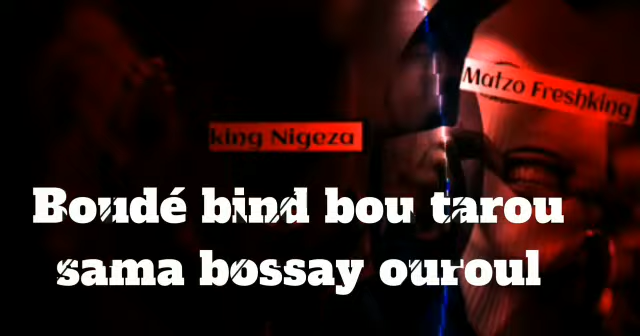 Matzo Freshking
king Nigeza
Boudé bind bou tarou
sama bossay ouroul